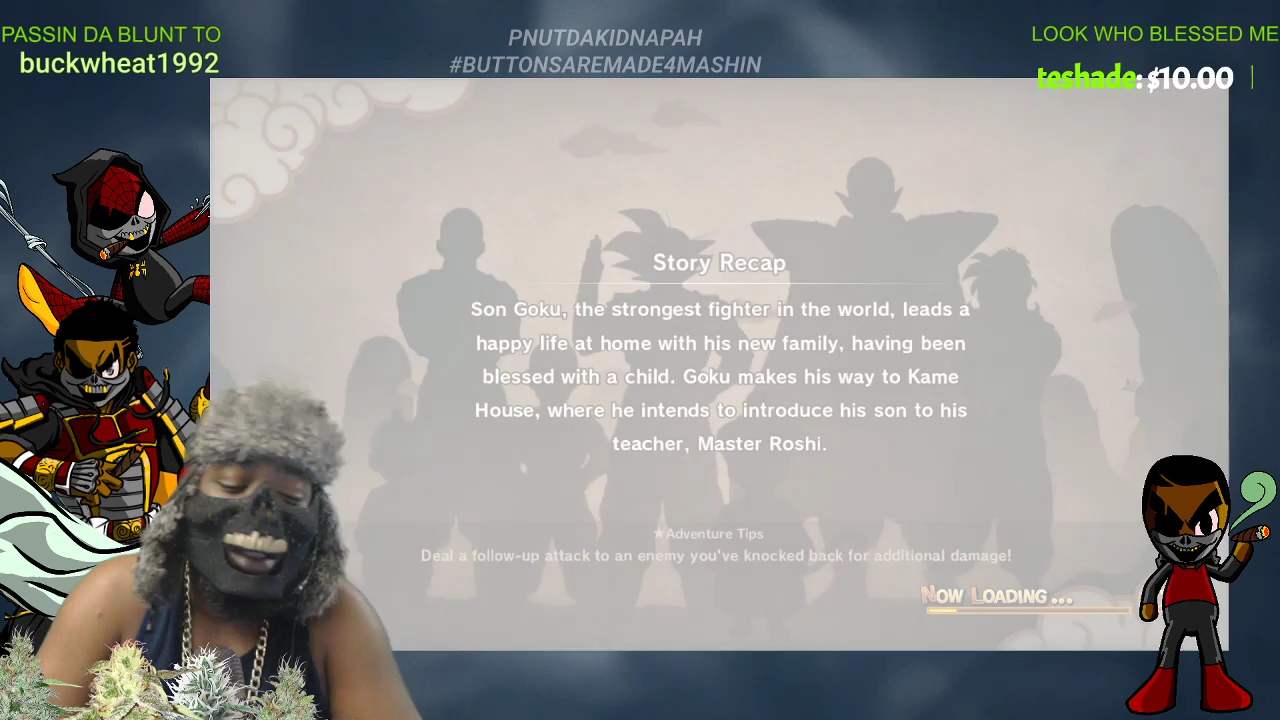 PASSIN DA BLUNT TO
buckwheat1992
PNUTDAKIDNAPAH
#BUTTONSAREMADE4MASHIN
LOOK WHO BLESSED ME
teshade: $10.00 |
Story Recap
Son Goku, the strongest fighter in the world, leads a
happy life at home with his new family, having been
blessed with a child. Goku makes his way to Kame
House, where he intends to introduce his son to his
teacher, Master Roshi.
★Adventure Tips
Deal a follow-up attack to an enemy you've knocked back for additional damage!
Now Loading...